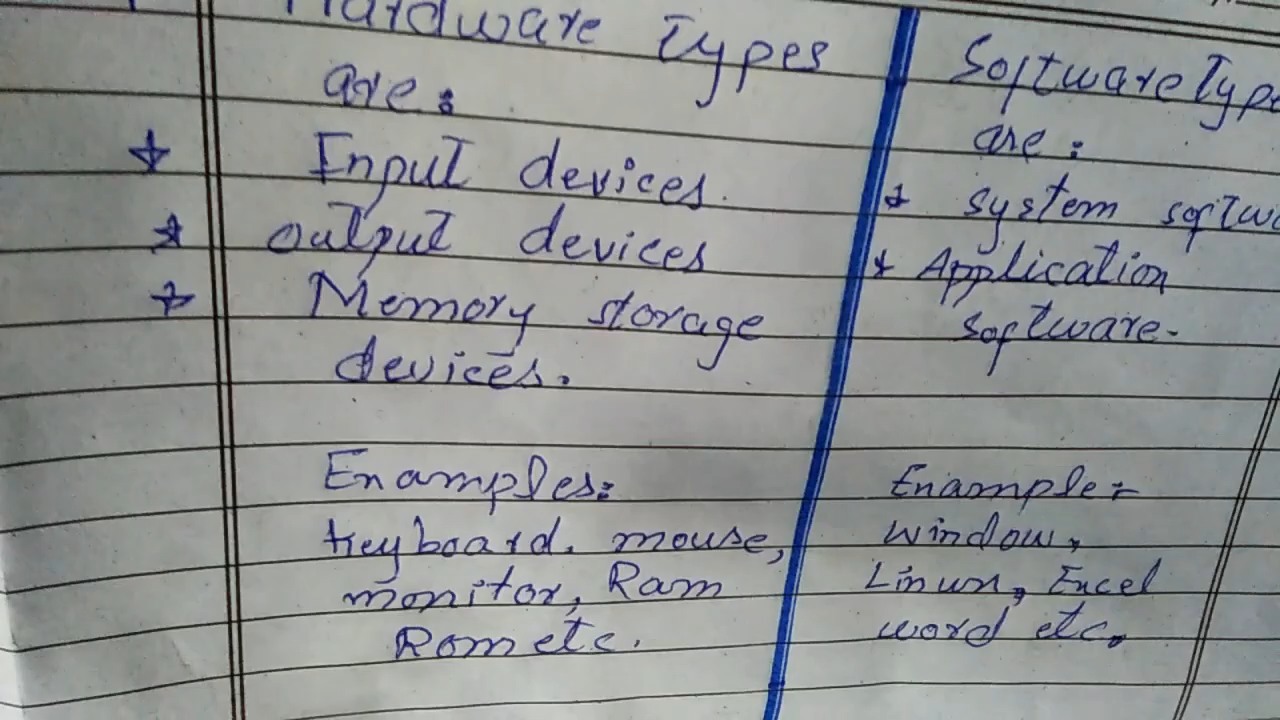 Hardware Types
are:
* Input devices.
* output devices
* Memory storage
devices.
Examples:
Keyboard, mouse,
monitor, Ram
Rom etc.
Software Type
are:
* system softw
* Application
software.
Example:
window,
Linux, Excel
word etc.